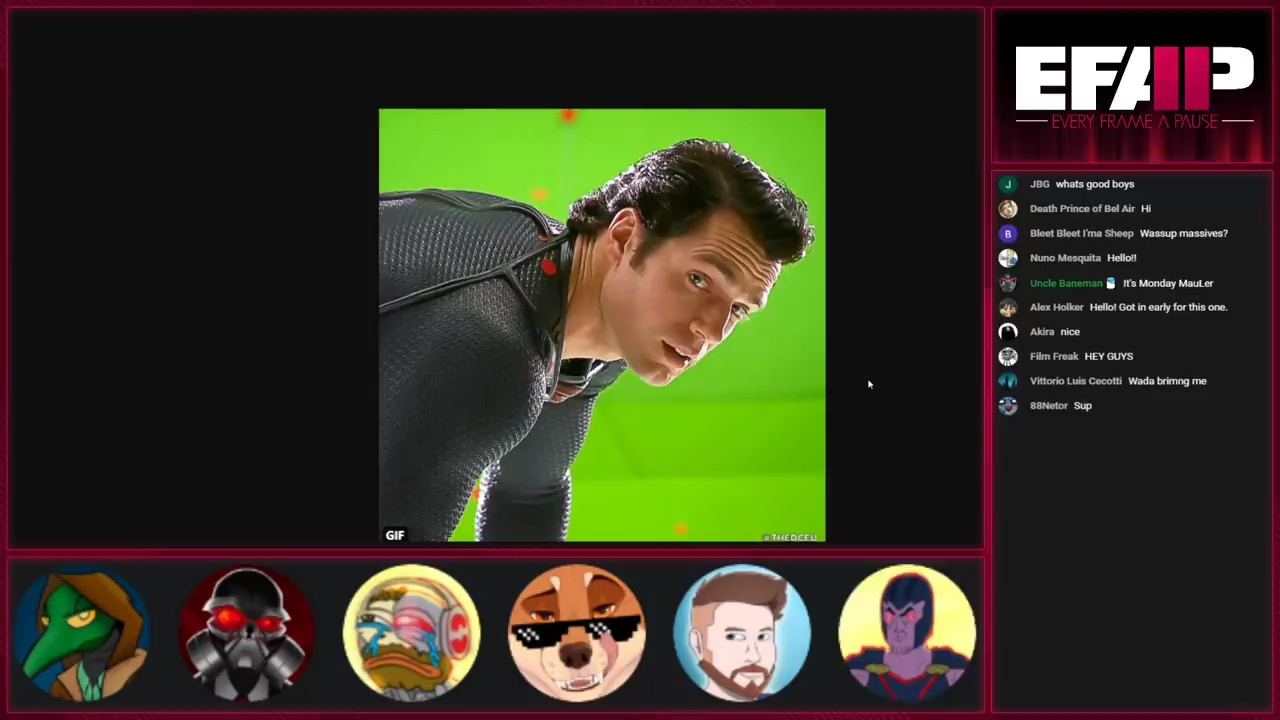 EFAP
EVERY FRAME A PAUSE
J JBG whats good boys
Death Prince of Bel Air Hi
B Bleet Bleet I'ma Sheep Wassup massives?
Nuno Mesquita Hello!!
Uncle Baneman It's Monday MauLer
Alex Holker Hello! Got in early for this one.
Akira nice
Film Freak HEY GUYS
Vittorio Luis Cecotti Wada brimng me
88Netor Sup
GIF
@THEDCEU